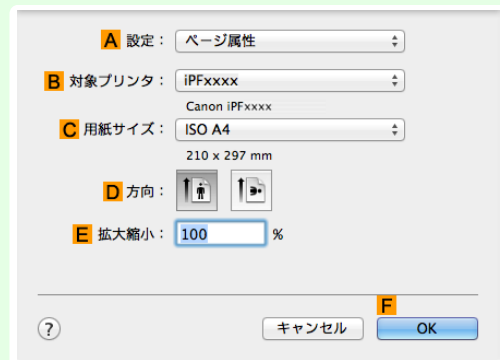 A 設定： ページ属性
B 対象プリンタ： iPFxxxx
Canon iPFxxxx
C 用紙サイズ： ISO A4
210 x 297 mm
D 方向：
E 拡大縮小： 100 %
F
? キャンセル OK